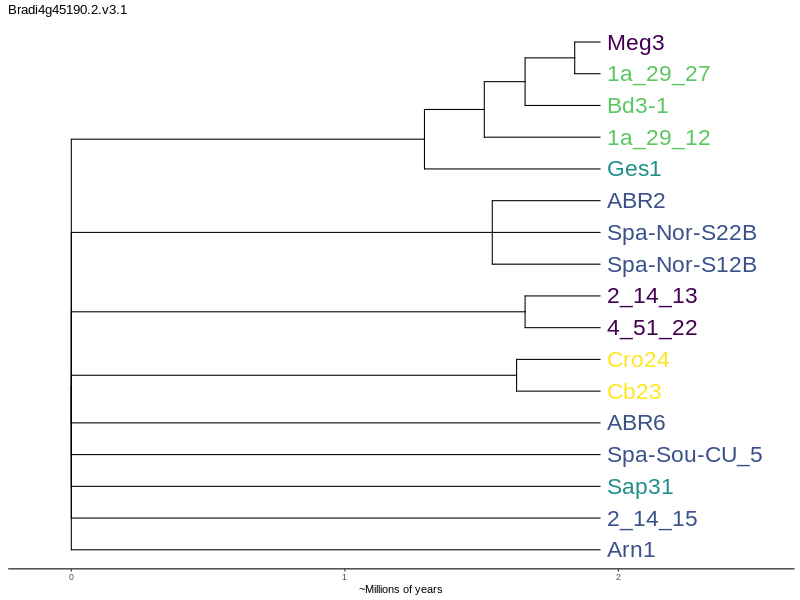 Bradi4g45190.2.v3.1
Meg3
1a_29_27
Bd3-1
1a_29_12
Ges1
ABR2
Spa-Nor-S22B
Spa-Nor-S12B
2_14_13
4_51_22
Cro24
Cb23
ABR6
Spa-Sou-CU_5
Sap31
2_14_15
Arn1
0 1 2
~Millions of years